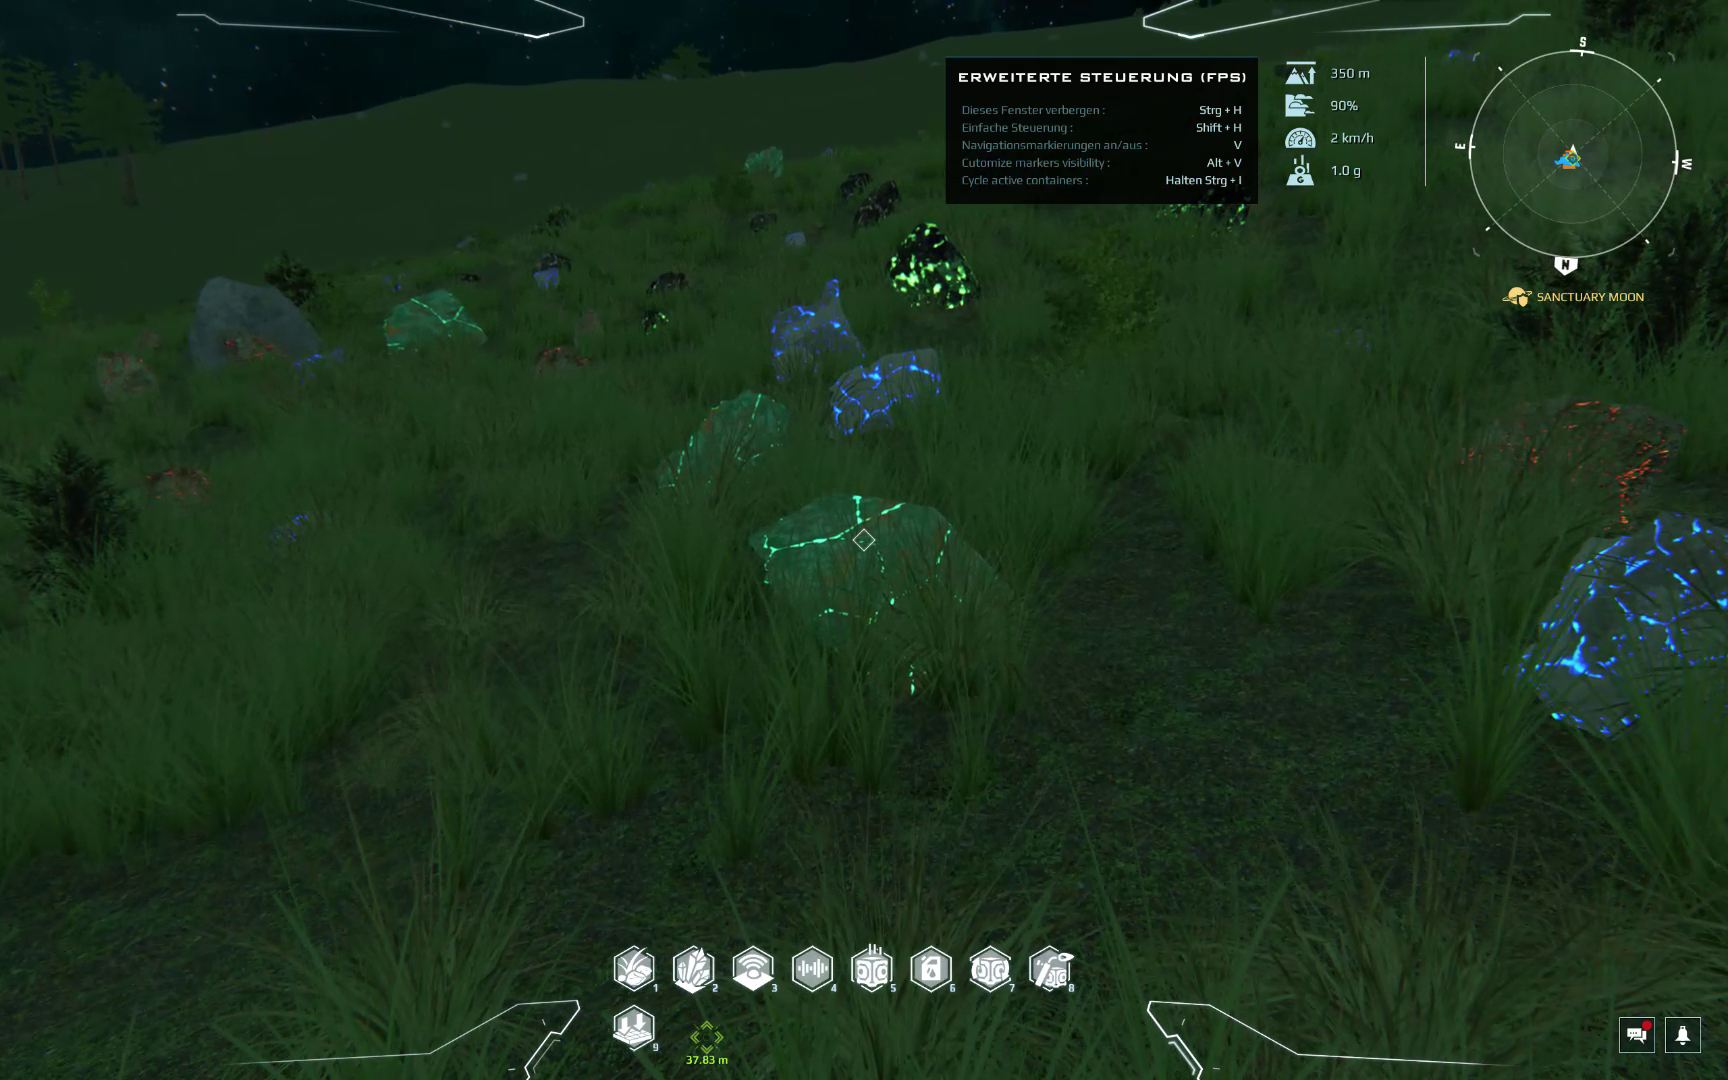 ERWEITERTE STEUERUNG (FPS)
Dieses Fenster verbergen : Strg + H
Einfache Steuerung : Shift + H
Navigationsmarkierungen an/aus : V
Cutomize markers visibility : Alt + V
Cycle active containers : Halten Strg + I
350 m
90%
2 km/h
1.0 g
G
S
E
W
N
SANCTUARY MOON
1
2
3
4
5
6
7
8
9
37.83 m